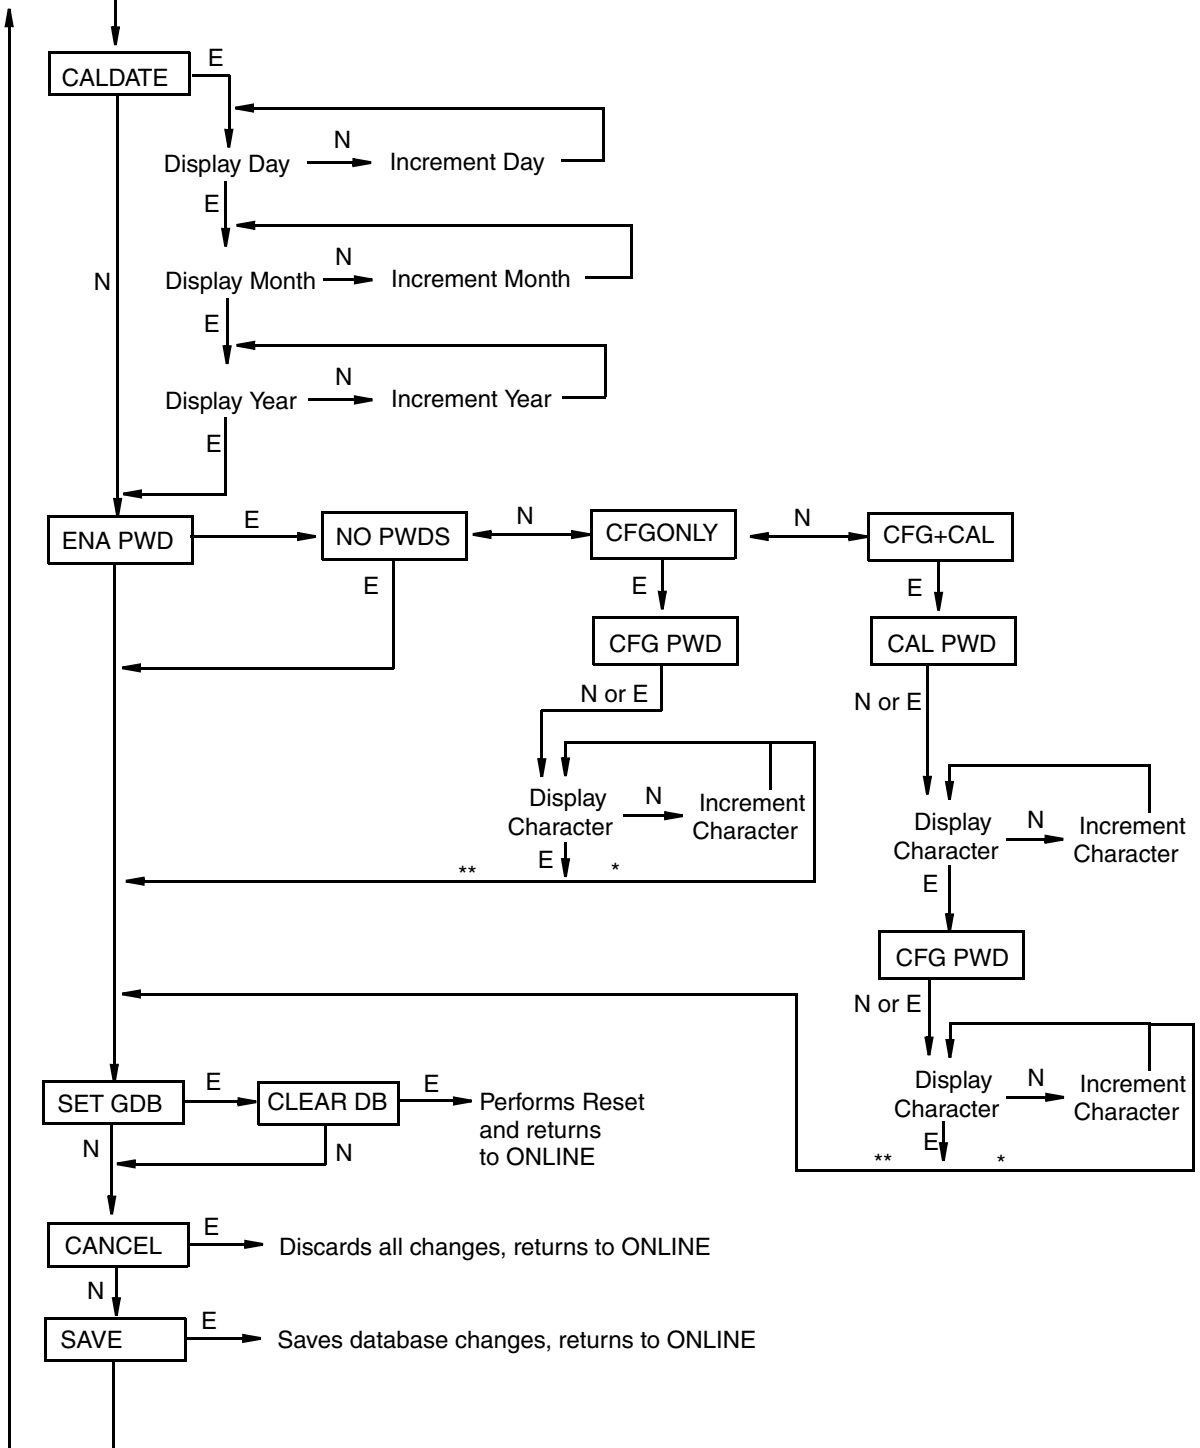 E
CALDATE
N
Display Day
Increment Day
E
N
Display Month
Increment Month
N
E
N
Display Year
Increment Year
E
ENA PWD
E
NO PWDS
N
CFGONLY
N
CFG+CAL
E
E
E
CFG PWD
CAL PWD
N or E
N or E
Display
Character
N
Increment
Character
E
**
*
Display
Character
N
Increment
Character
E
CFG PWD
N or E
Display
Character
N
Increment
Character
E
**
*
SET GDB
E
CLEAR DB
E
Performs Reset
and returns
to ONLINE
N
N
CANCEL
E
Discards all changes, returns to ONLINE
N
SAVE
E
Saves database changes, returns to ONLINE